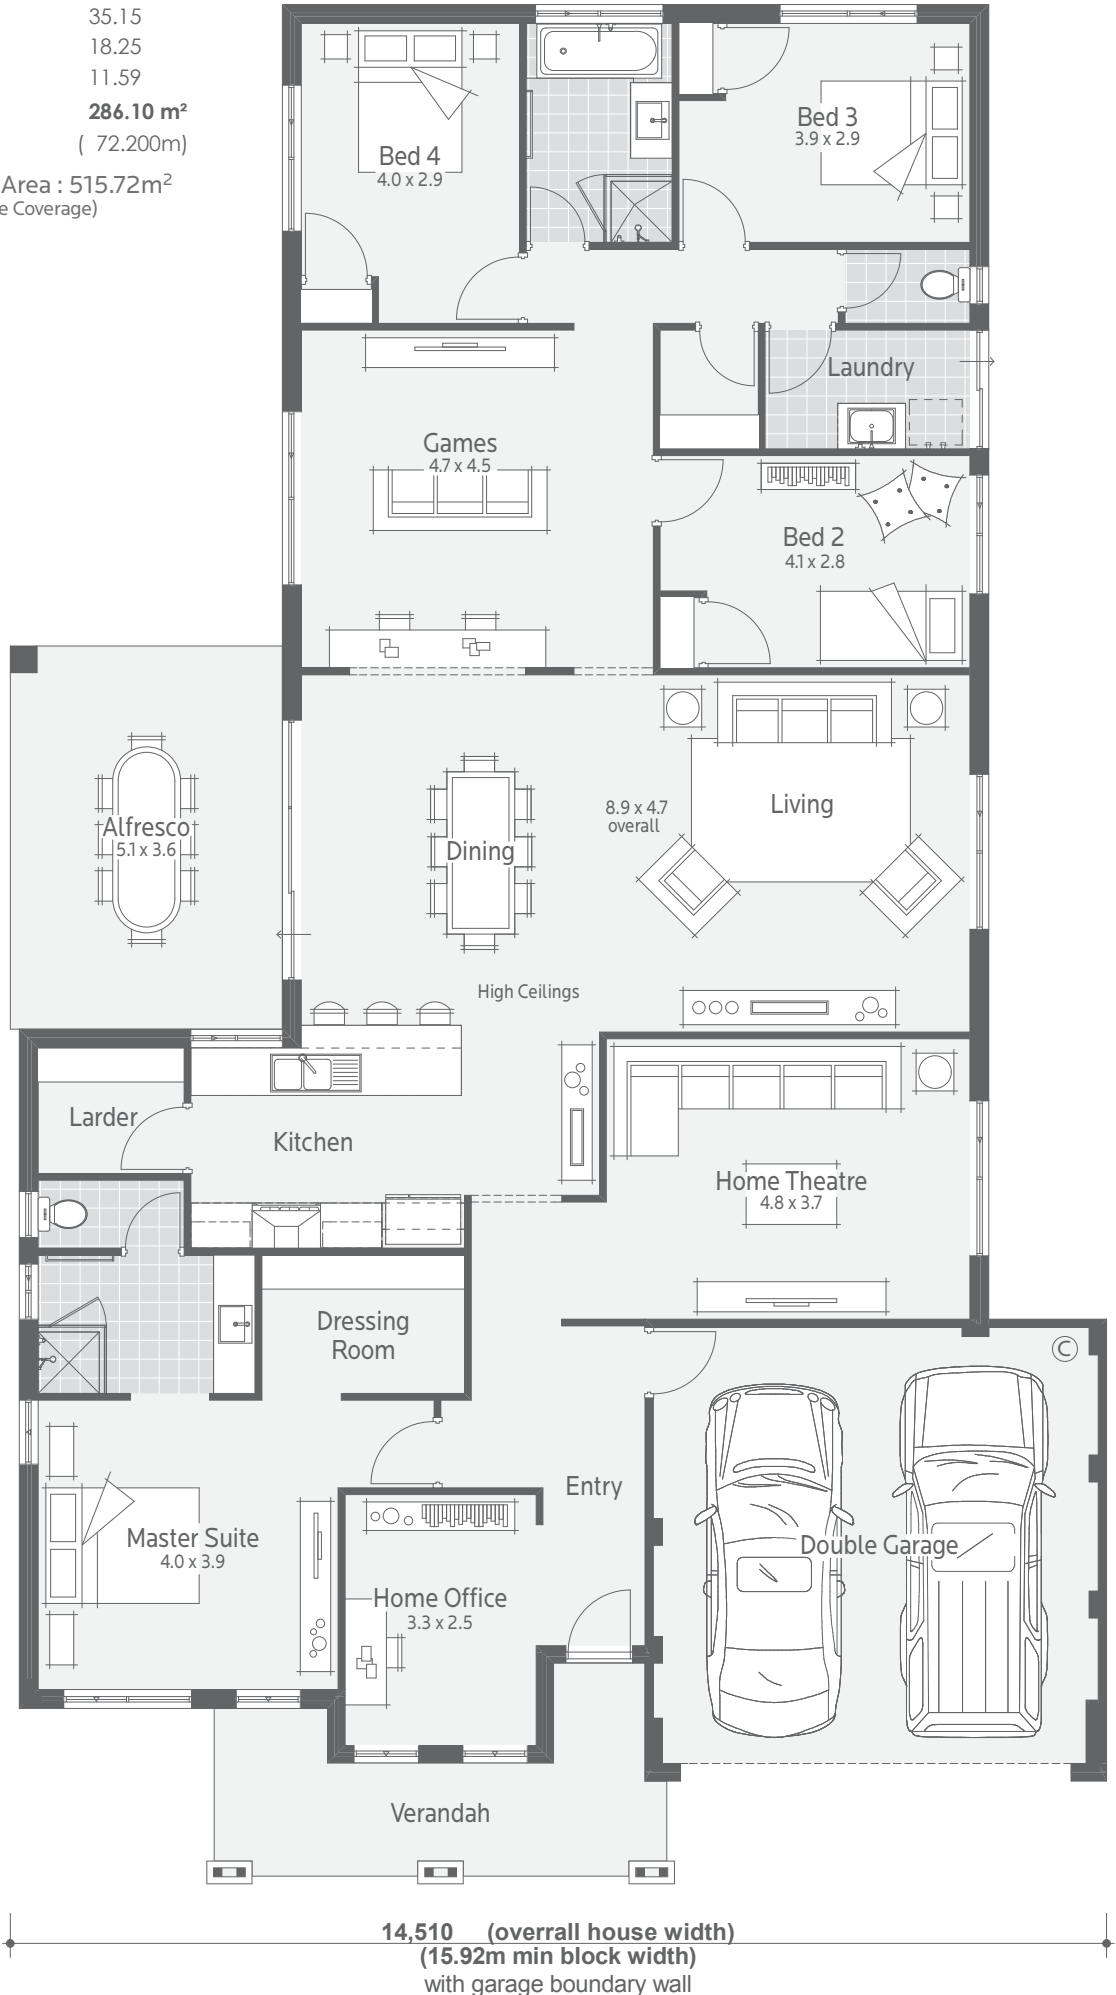 35.15
18.25
11.59
286.10 m²
( 72.200m)
Area : 515.72m²
e Coverage)
Bed 4
4.0 x 2.9
Bed 3
3.9 x 2.9
Laundry
Games
4.7 x 4.5
Bed 2
4.1 x 2.8
Alfresco
5.1 x 3.6
Dining
8.9 x 4.7
overall
Living
High Ceilings
Larder
Kitchen
Home Theatre
4.8 x 3.7
Dressing
Room
C
Entry
Master Suite
4.0 x 3.9
Double Garage
Home Office
3.3 x 2.5
Verandah
14,510 (overrall house width)
(15.92m min block width)
with garage boundary wall